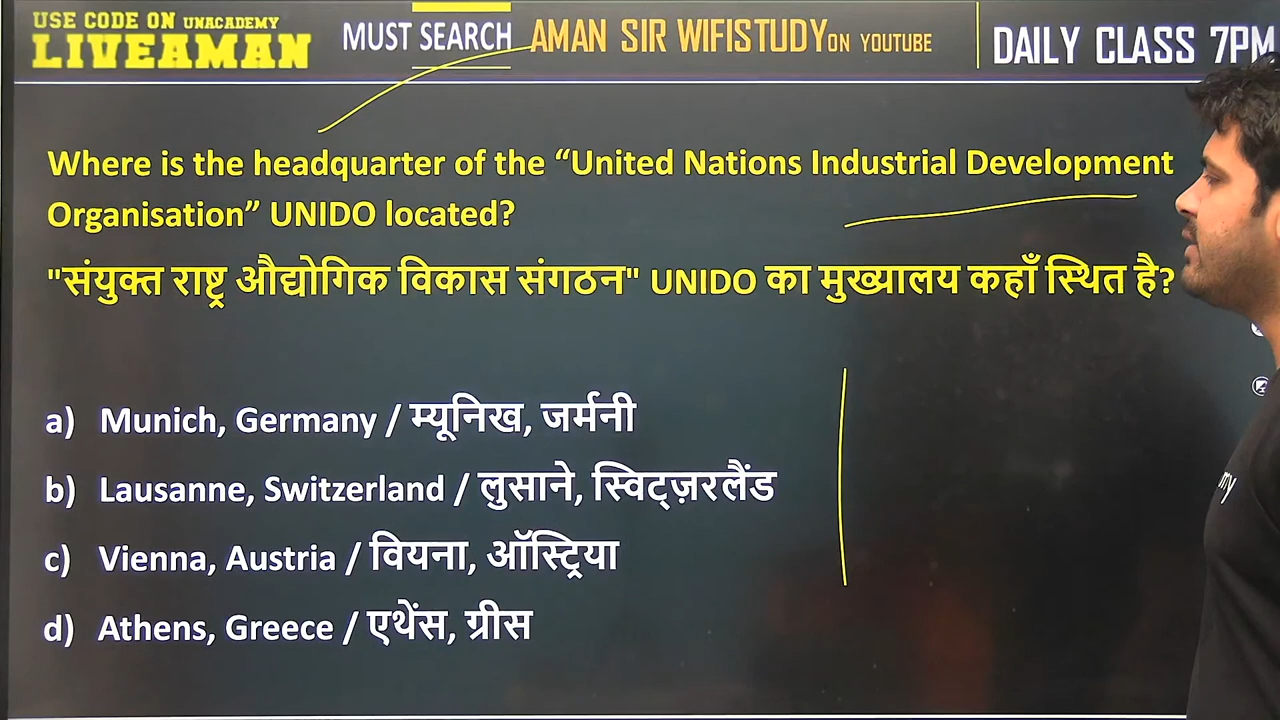 USE CODE ON UNACADEMY
LIVEAMAN
MUST SEARCH AMAN SIR WIFISTUDY ON YOUTUBE
DAILY CLASS 7PM
Where is the headquarter of the “United Nations Industrial Development
Organisation” UNIDO located?
"संयुक्त राष्ट्र औद्योगिक विकास संगठन" UNIDO का मुख्यालय कहाँ स्थित है?
a) Munich, Germany / म्यूनिख, जर्मनी
b) Lausanne, Switzerland / लुसाने, स्विट्ज़रलैंड
c) Vienna, Austria / वियना, ऑस्ट्रिया
d) Athens, Greece / एथेंस, ग्रीस